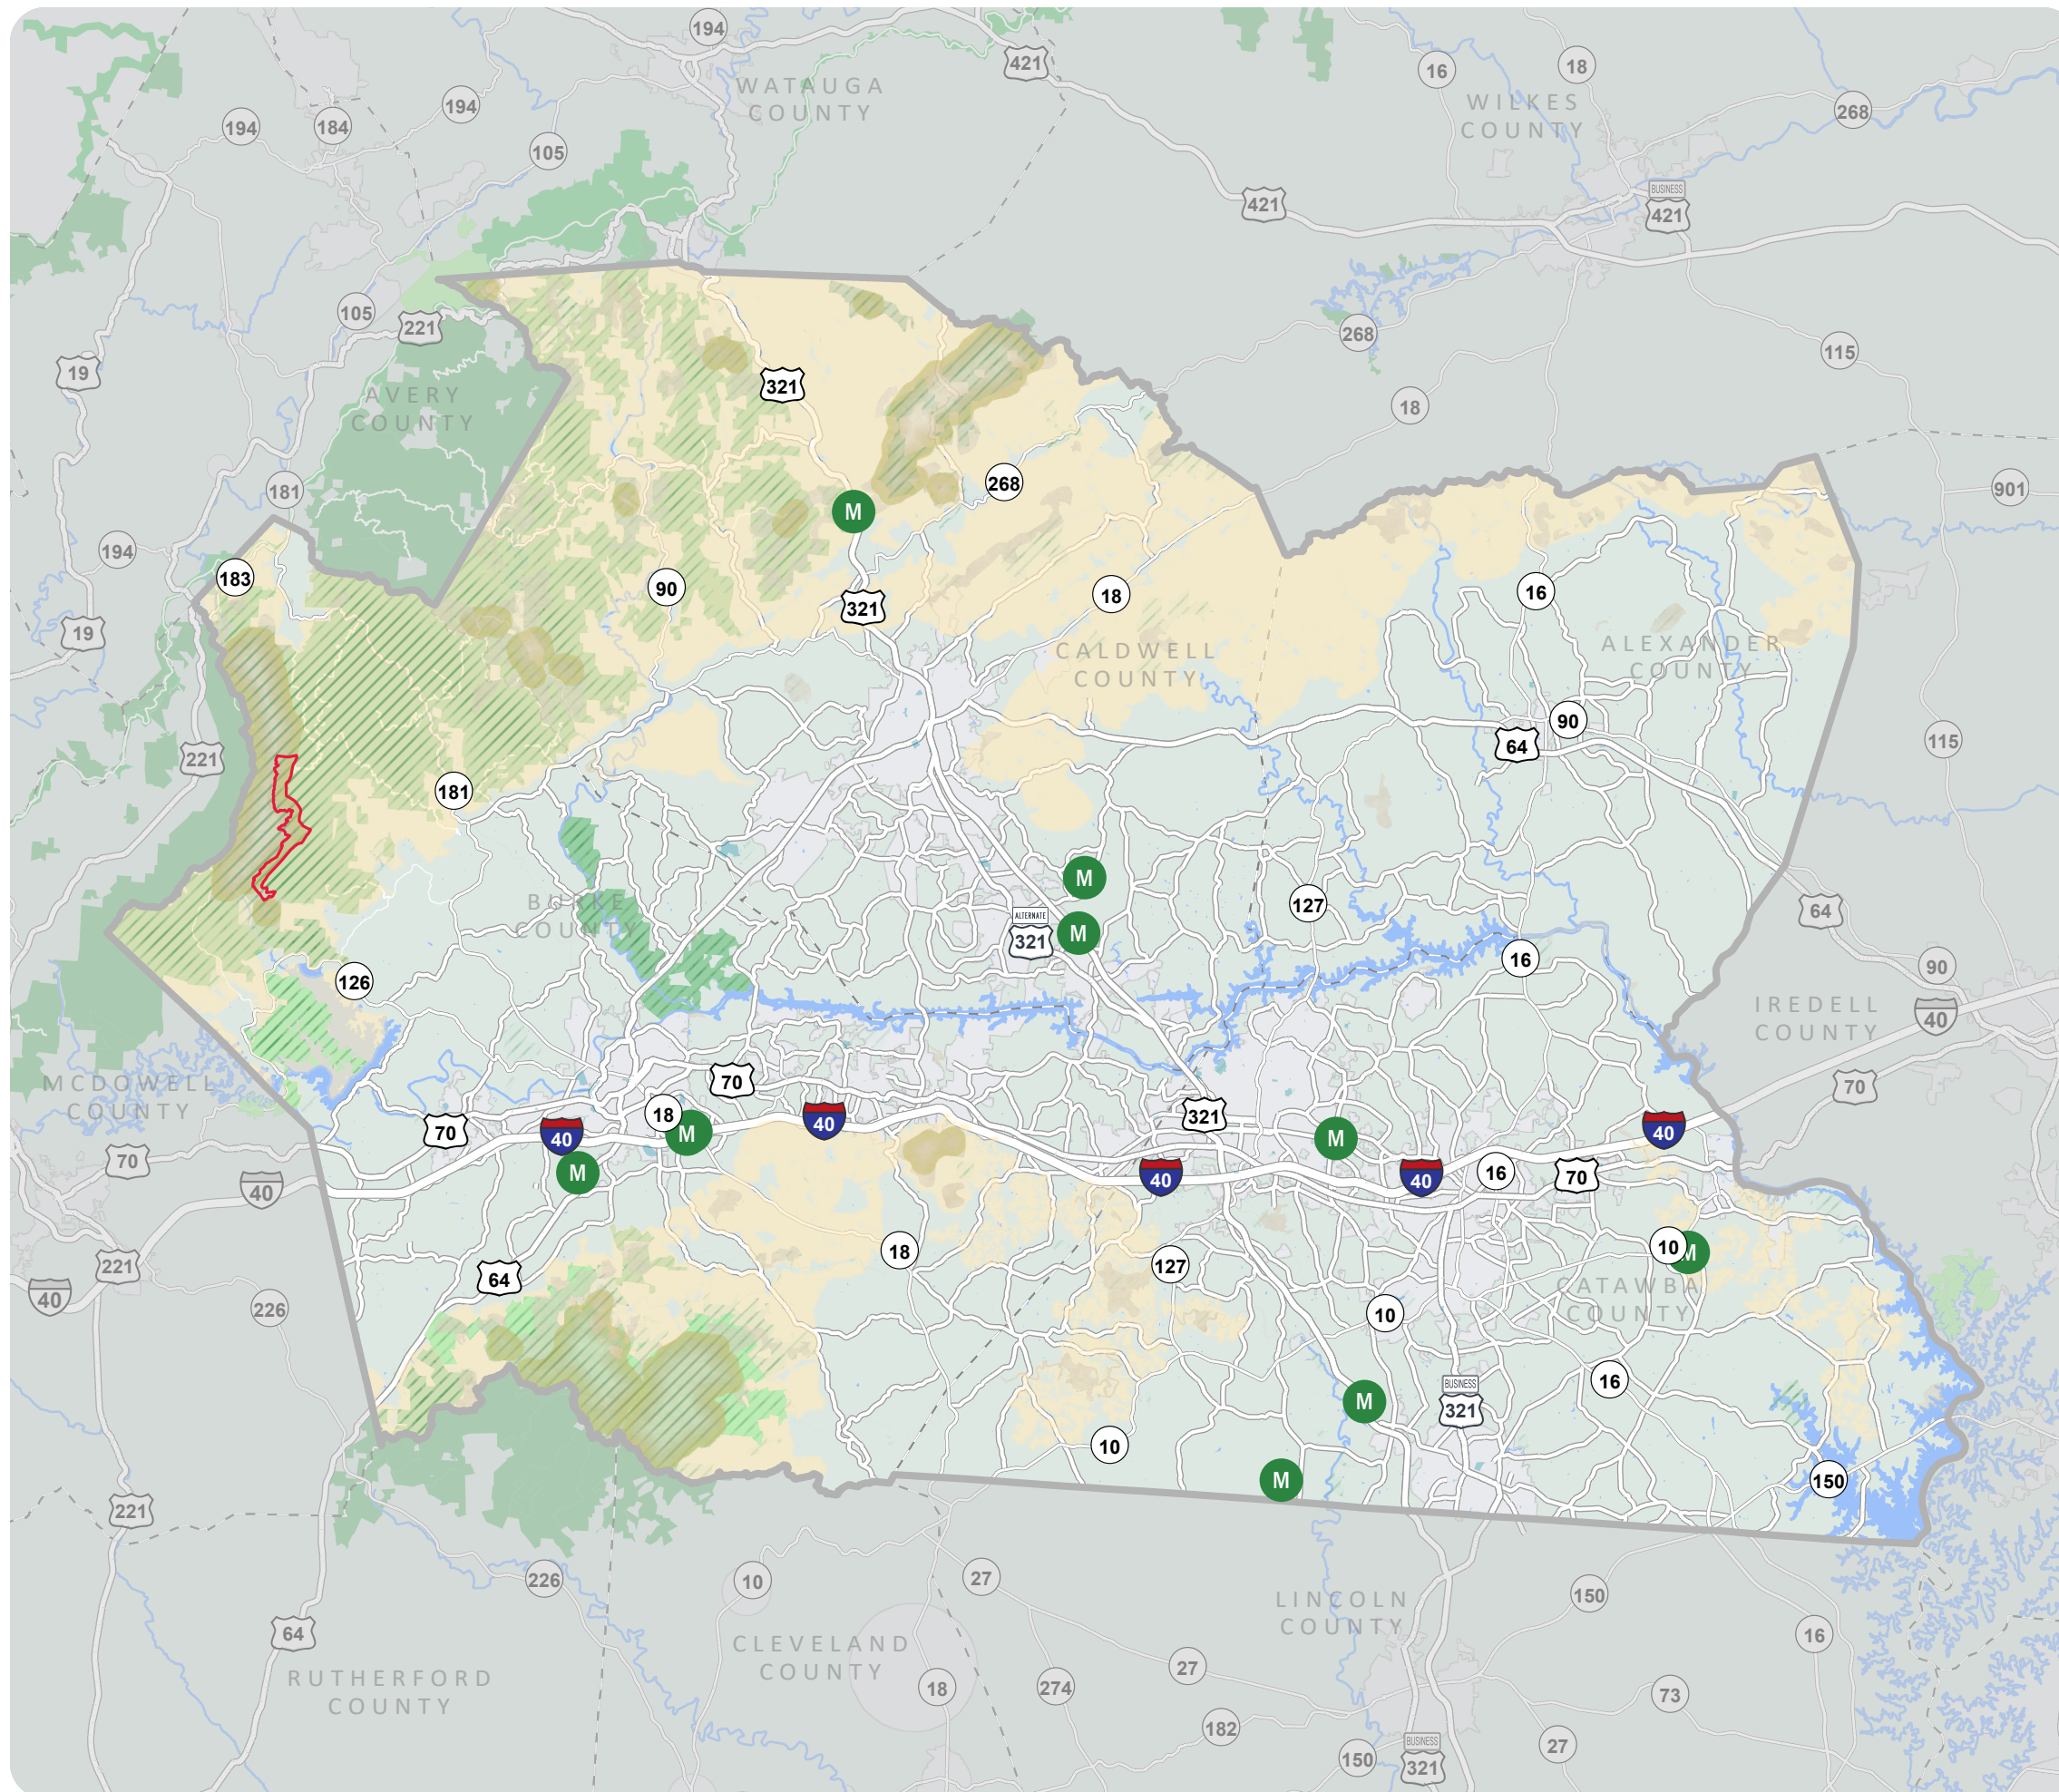 194
421
16
18
WATAUGA
COUNTY
WILKES
COUNTY
194
194
184
105
268
BUSINESS
421
421
105
221
268
115
19
321
AVERY
COUNTY
18
181
268
901
M
194
183
90
321
18
16
19
CALDWELL
COUNTY
ALEXANDER
COUNTY
90
64
115
221
181
M
127
BURKE
COUNTY
ALTERNATE
321
M
64
16
90
126
IREDELL
COUNTY
40
MCDOWELL
COUNTY
70
70
18
M
40
321
M
40
70
40
70
40
M
40
40
16
70
18
127
10
M
221
64
40
226
CATAWBA
COUNTY
10
16
BUSINESS
321
M
10
M
150
221
226
10
27
LINCOLN
COUNTY
150
64
CLEVELAND
COUNTY
16
RUTHERFORD
COUNTY
27
18
274
73
182
150
BUSINESS
321
27